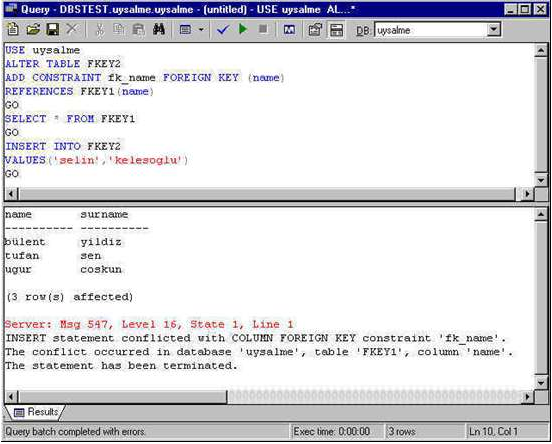 Query - DBSTEST.uysalme.uysalme - (untitled) - USE uysalme  AL...*
DB: uysalme
USE uysalme
ALTER TABLE FKEY2
ADD CONSTRAINT fk_name FOREIGN KEY (name)
REFERENCES FKEY1(name)
GO
SELECT * FROM FKEY1
GO
INSERT INTO FKEY2
VALUES('selin','kelesoglu')
GO
name       surname
---------- ----------
bülent     yildiz
tufan      sen
ugur       coskun
(3 row(s) affected)
Server: Msg 547, Level 16, State 1, Line 1
INSERT statement conflicted with COLUMN FOREIGN KEY constraint 'fk_name'.
The conflict occurred in database 'uysalme', table 'FKEY1', column 'name'.
The statement has been terminated.
Results
Query batch completed with errors. Exec time: 0:00:00 3 rows Ln 10, Col 1